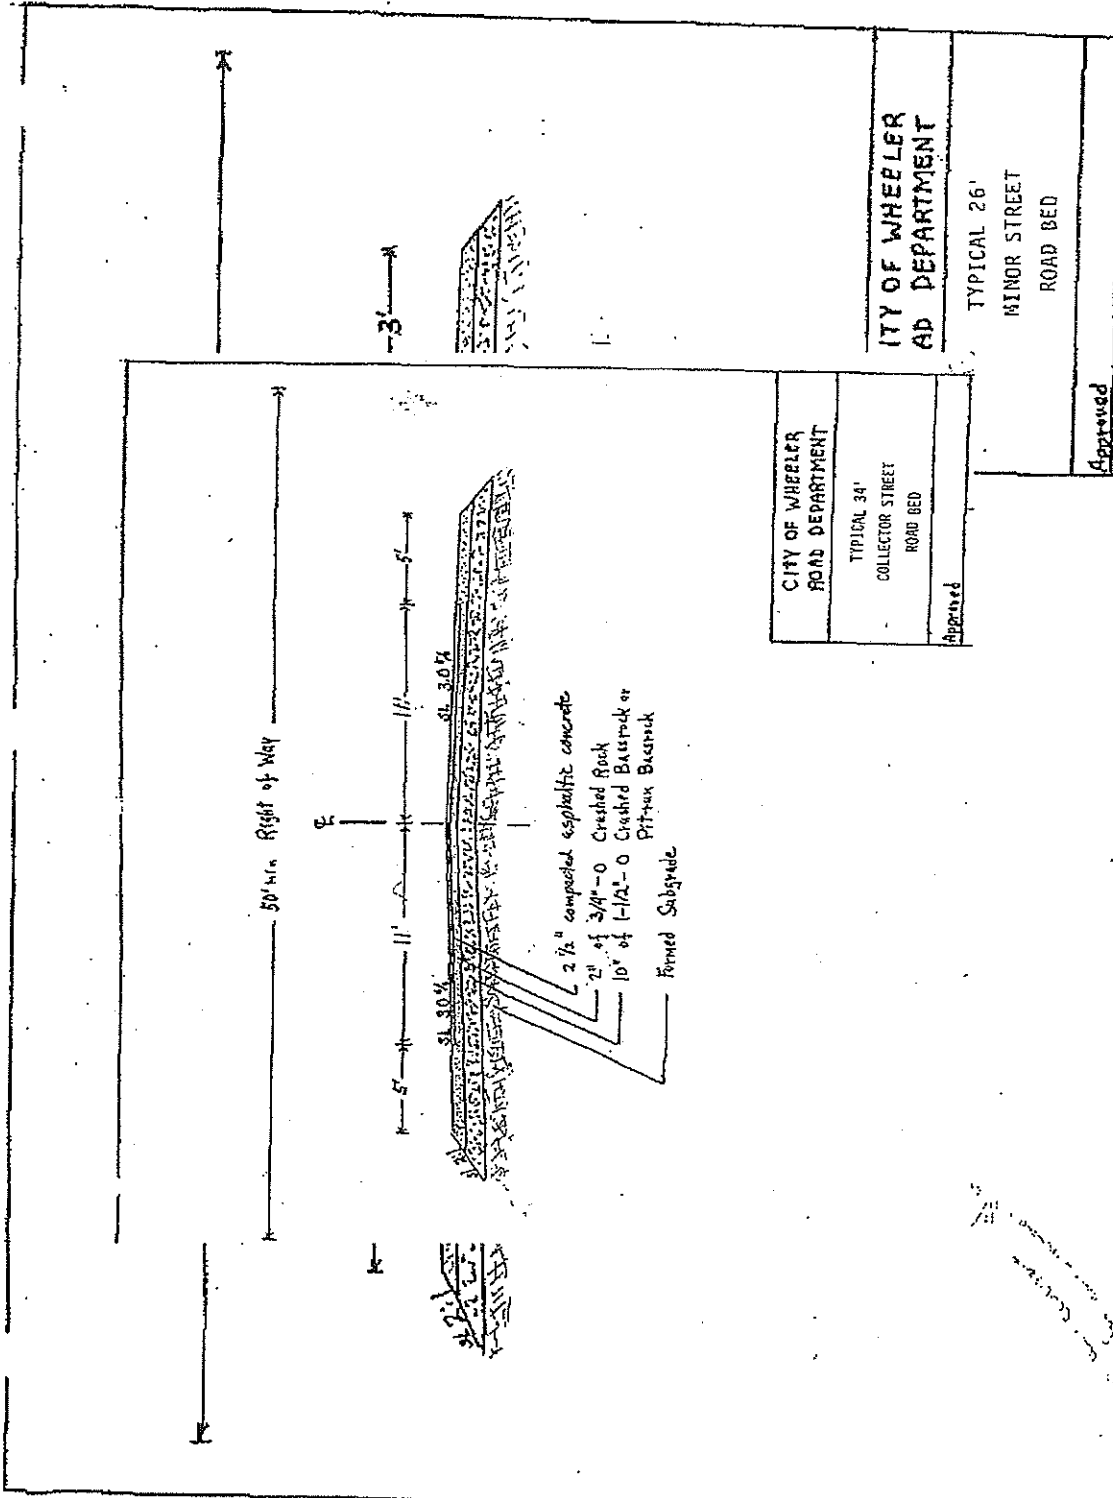 50' min Right of Way
5'
11'
11'
5'
℄
SL 3.0%
SL 3.0%
2 1/2" compacted asphaltic concrete
2" of 3/4"-0 Crushed Rock
10" of 1-1/2"-0 Crushed Baserock or
Pit-run Baserock
Formed Subgrade
CITY OF WHEELER
ROAD DEPARTMENT
TYPICAL 34'
COLLECTOR STREET
ROAD BED
Approved
3'
ITY OF WHEELER
AD DEPARTMENT
TYPICAL 26'
MINOR STREET
ROAD BED
Approved